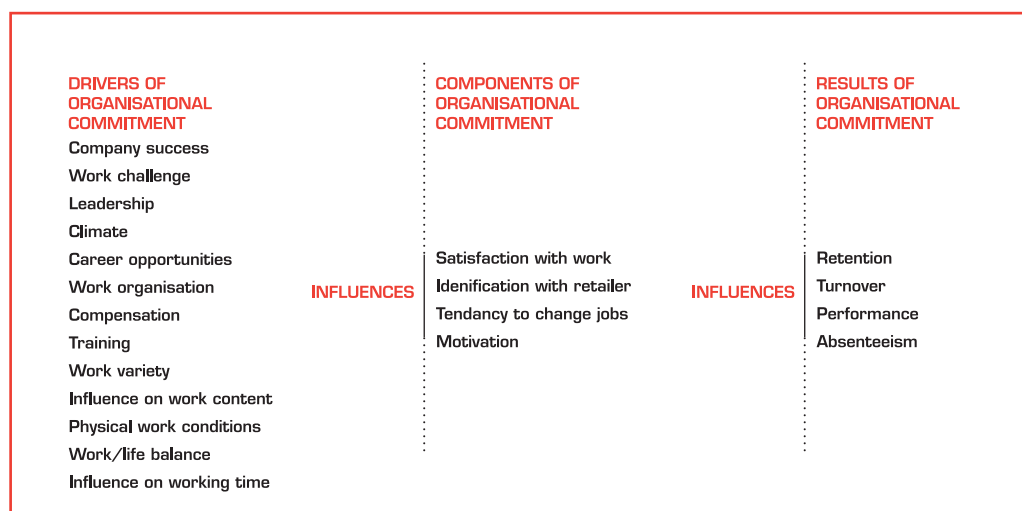 DRIVERS OF
ORGANISATIONAL
COMMITMENT
Company success
Work challenge
Leadership
Climate
Career opportunities
Work organisation
Compensation
Training
Work variety
Influence on work content
Physical work conditions
Work/life balance
Influence on working time
INFLUENCES
COMPONENTS OF
ORGANISATIONAL
COMMITMENT
Satisfaction with work
Idenification with retailer
Tendancy to change jobs
Motivation
INFLUENCES
RESULTS OF
ORGANISATIONAL
COMMITMENT
Retention
Turnover
Performance
Absenteeism